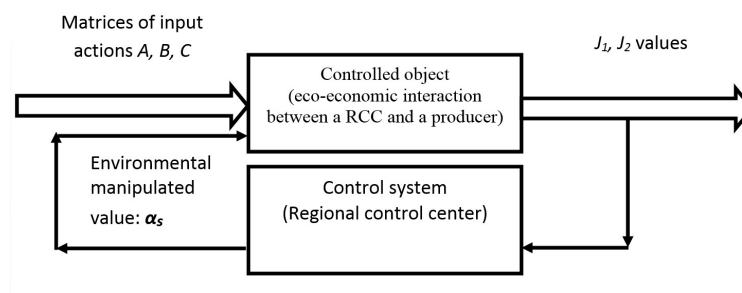 Matrices of input
actions A, B, C
Controlled object
(eco-economic interaction
between a RCC and a producer)
J₁, J₂ values
Environmental
manipulated
value: αₛ
Control system
(Regional control center)